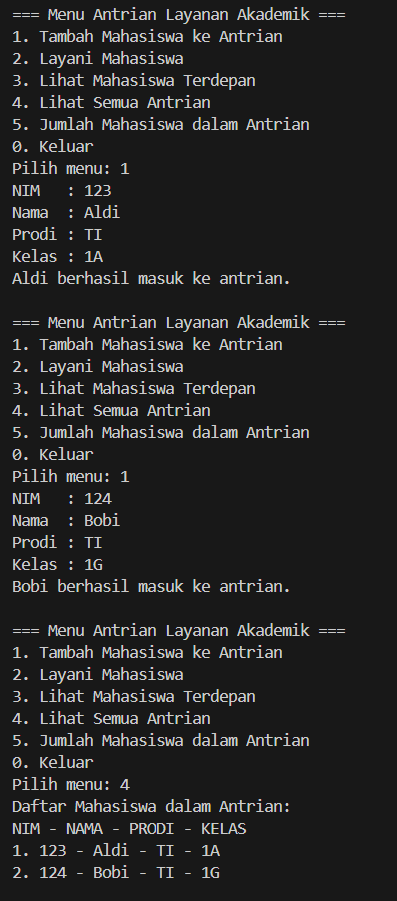 === Menu Antrian Layanan Akademik ===
1. Tambah Mahasiswa ke Antrian
2. Layani Mahasiswa
3. Lihat Mahasiswa Terdepan
4. Lihat Semua Antrian
5. Jumlah Mahasiswa dalam Antrian
0. Keluar
Pilih menu: 1
NIM   : 123
Nama  : Aldi
Prodi : TI
Kelas : 1A
Aldi berhasil masuk ke antrian.

=== Menu Antrian Layanan Akademik ===
1. Tambah Mahasiswa ke Antrian
2. Layani Mahasiswa
3. Lihat Mahasiswa Terdepan
4. Lihat Semua Antrian
5. Jumlah Mahasiswa dalam Antrian
0. Keluar
Pilih menu: 1
NIM   : 124
Nama  : Bobi
Prodi : TI
Kelas : 1G
Bobi berhasil masuk ke antrian.

=== Menu Antrian Layanan Akademik ===
1. Tambah Mahasiswa ke Antrian
2. Layani Mahasiswa
3. Lihat Mahasiswa Terdepan
4. Lihat Semua Antrian
5. Jumlah Mahasiswa dalam Antrian
0. Keluar
Pilih menu: 4
Daftar Mahasiswa dalam Antrian:
NIM - NAMA - PRODI - KELAS
1. 123 - Aldi - TI - 1A
2. 124 - Bobi - TI - 1G